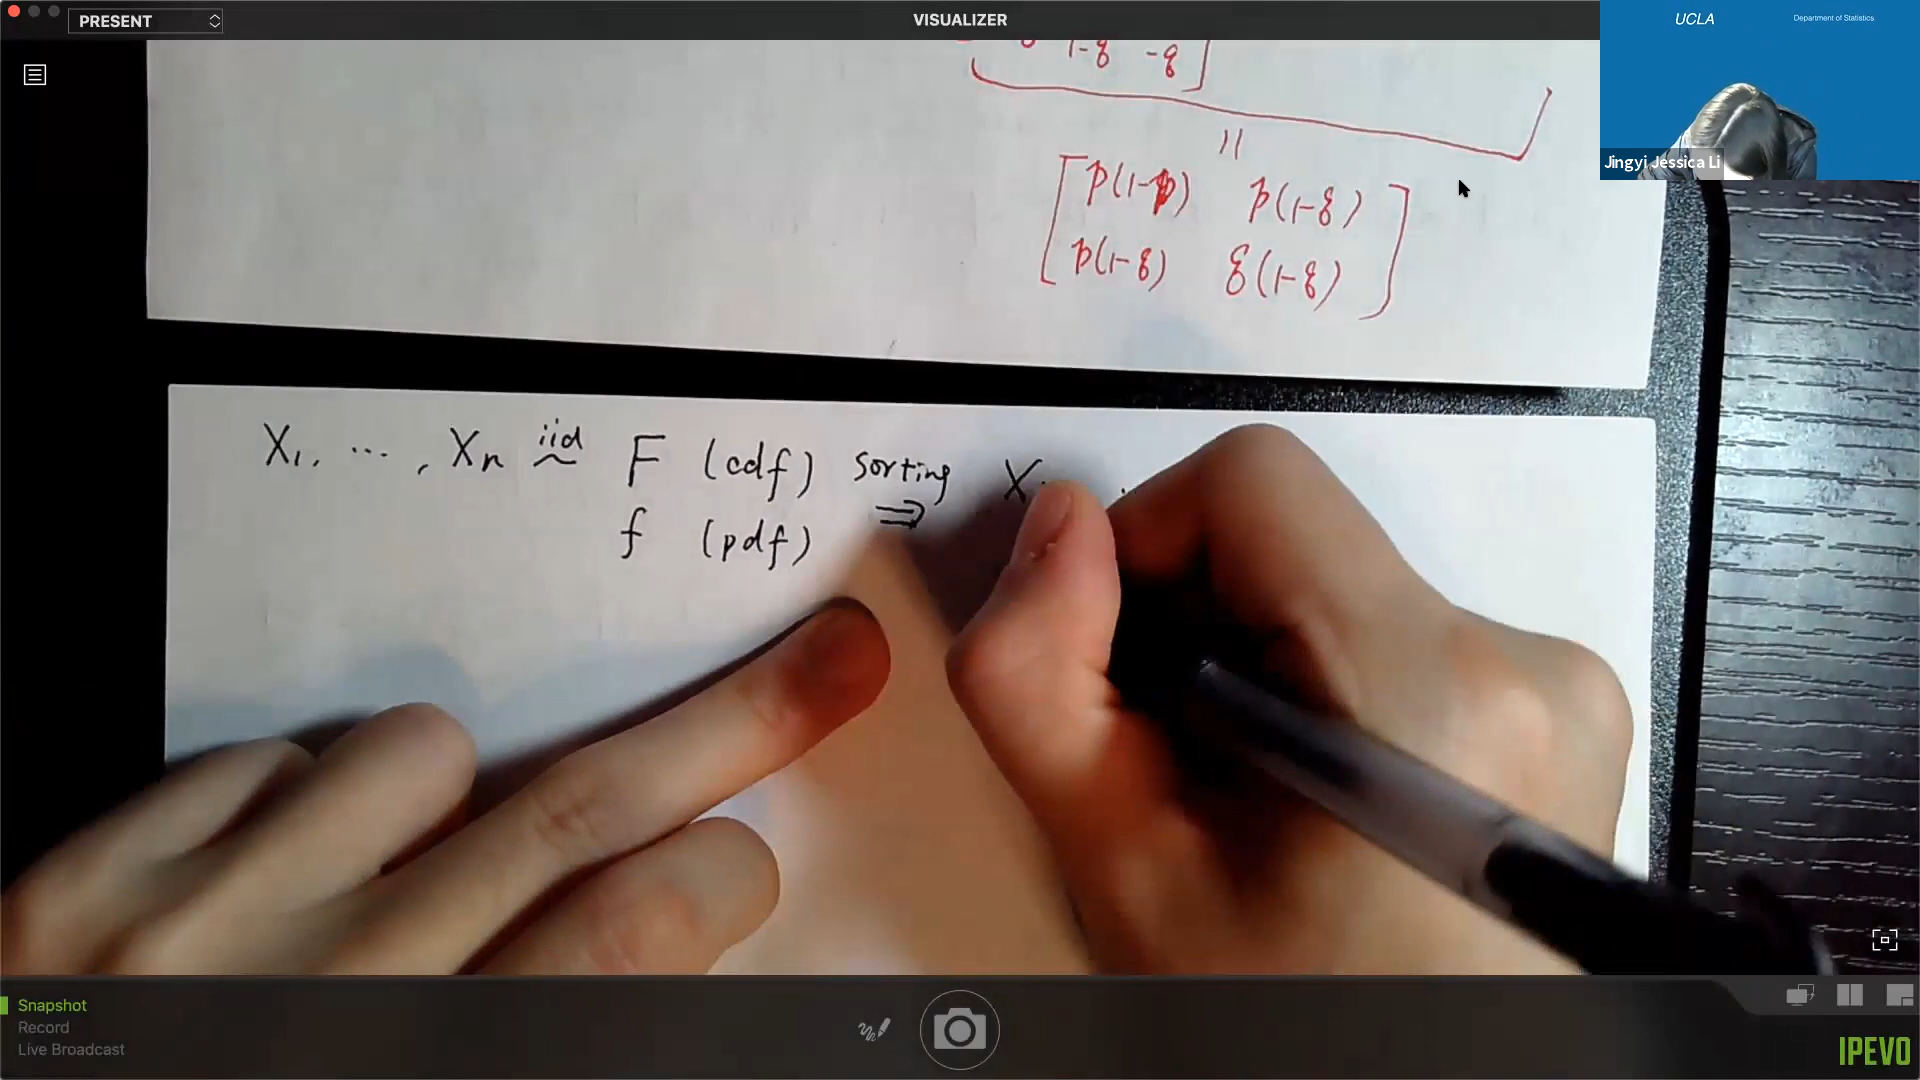 PRESENT
VISUALIZER
UCLA
Department of Statistics
Jingyi Jessica Li
1-q -q ]
||
[ p(1-p) p(1-q) ]
[ p(1-q) q(1-q) ]
X1, ... , Xn iid ~ F (cdf) sorting ⇒ X
f (pdf)
Snapshot
Record
Live Broadcast
IPEVO